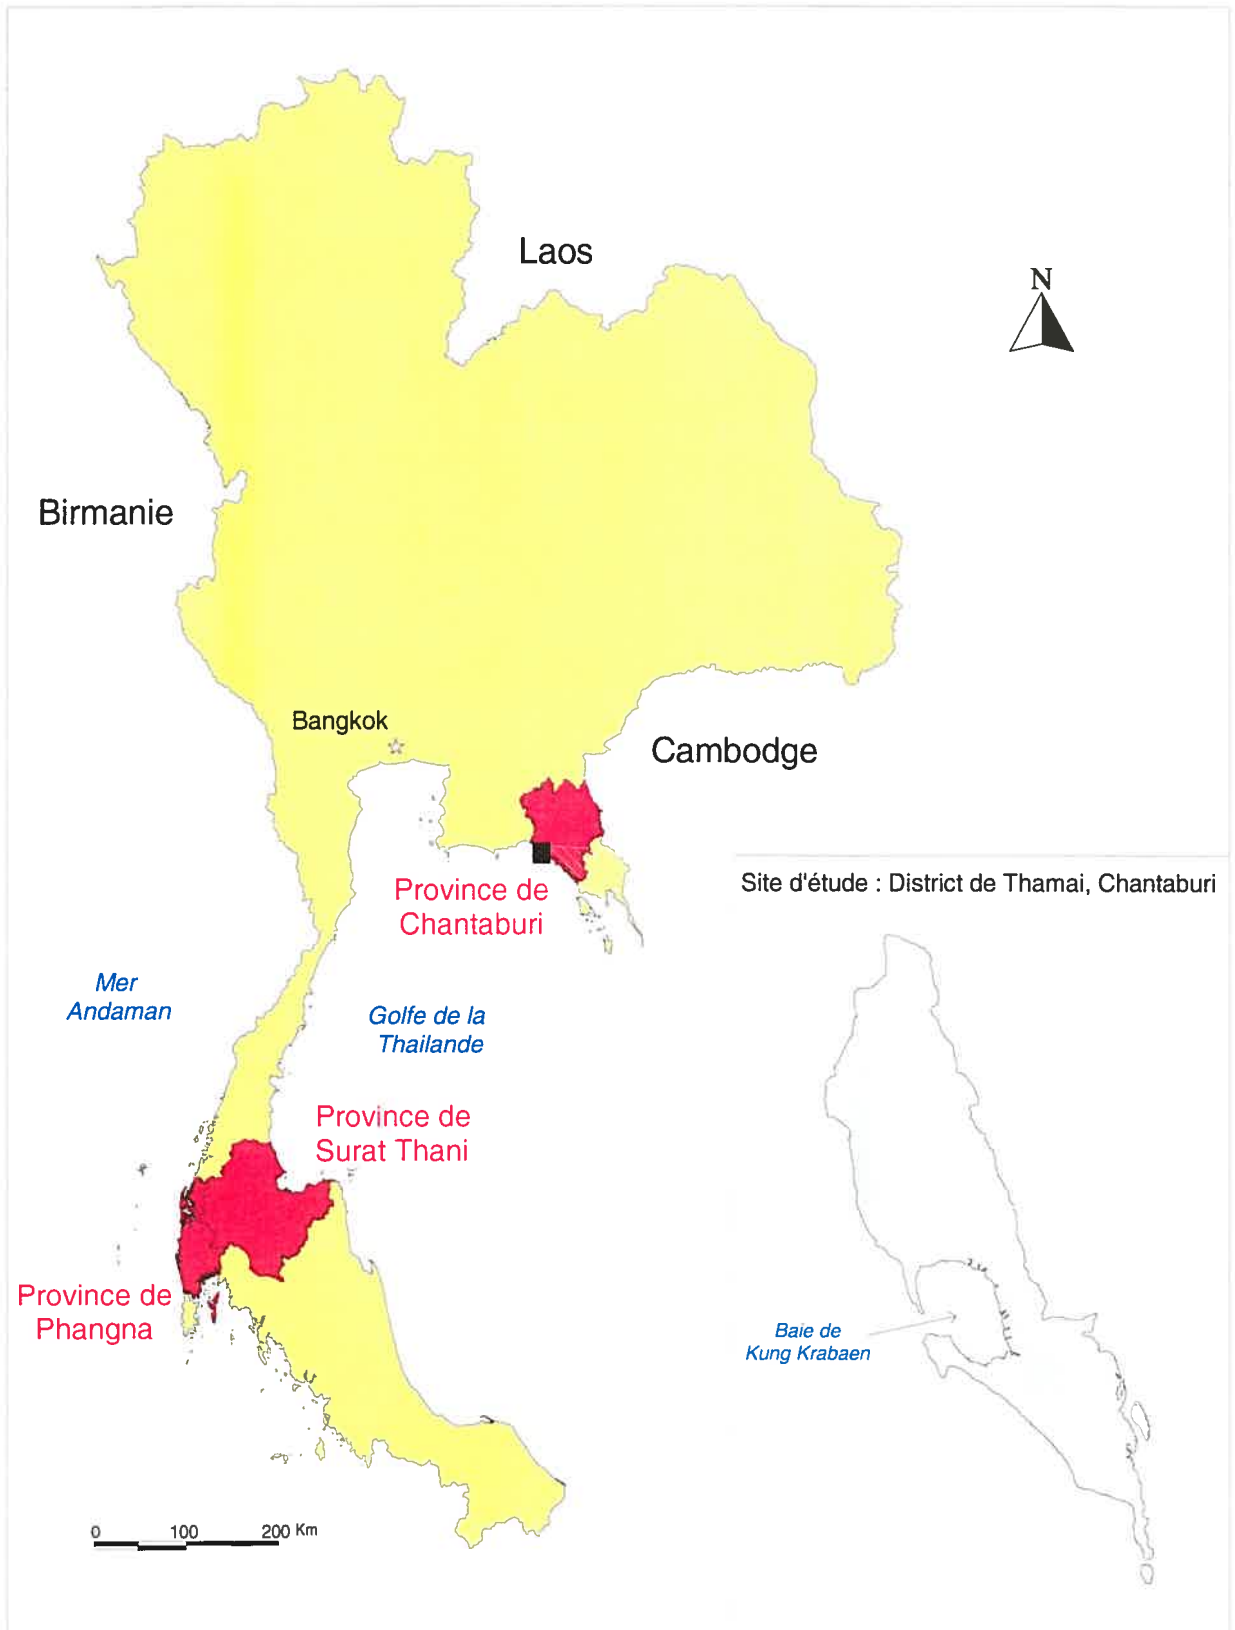 Laos
N
Birmanie
Bangkok
Cambodge
Province de
Chantaburi
Site d'étude : District de Thamai, Chantaburi
Mer
Andaman
Golfe de la
Thailande
Province de
Surat Thani
Province de
Phangna
Baie de
Kung Krabaen
0 100 200 Km